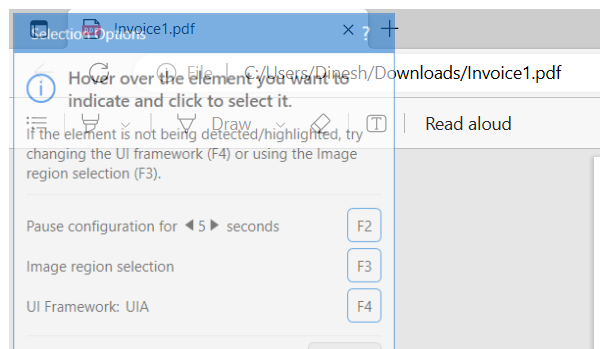 Selection Options ?
Invoice1.pdf
File C:/Users/Dinesh/Downloads/Invoice1.pdf
Hover over the element you want to
indicate and click to select it.
Draw Read aloud
If the element is not being detected/highlighted, try
changing the UI framework (F4) or using the Image
region selection (F3).
Pause configuration for 5 seconds F2
Image region selection F3
UI Framework: UIA F4